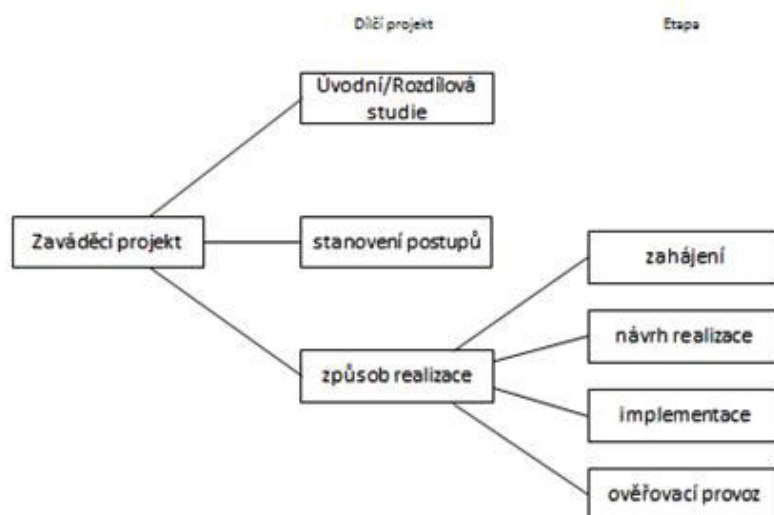 Dílčí projekt
Etapa
Úvodní/Rozdílová
studie
Zaváděcí projekt
stanovení postupů
způsob realizace
zahájení
návrh realizace
implementace
ověřovací provoz